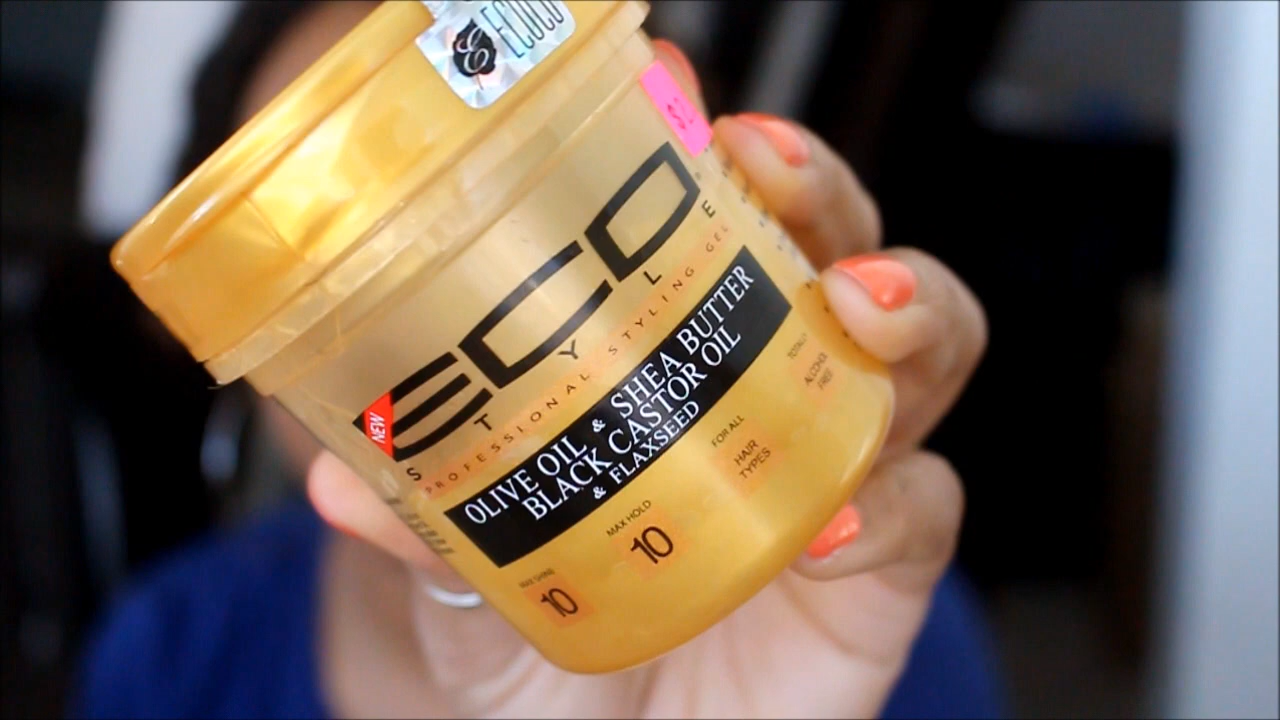 ECOCO
$2
ECO
STYLE
PROFESSIONAL STYLING GEL
NEW
OLIVE OIL & SHEA BUTTER
BLACK CASTOR OIL
& FLAXSEED
MAX SHINE
10
MAX HOLD
10
FOR ALL
HAIR
TYPES
TOTALLY
ALCOHOL
FREE